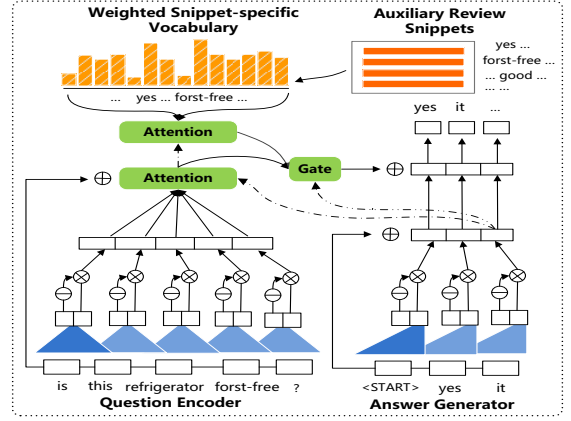 Weighted Snippet-specific
Vocabulary
Auxiliary Review
Snippets
yes ...
forst-free ...
... good ...
... ...
... yes ... forst-free ...
Attention
Attention
Gate
yes it ...
is this refrigerator forst-free ?
Question Encoder
<START> yes it
Answer Generator